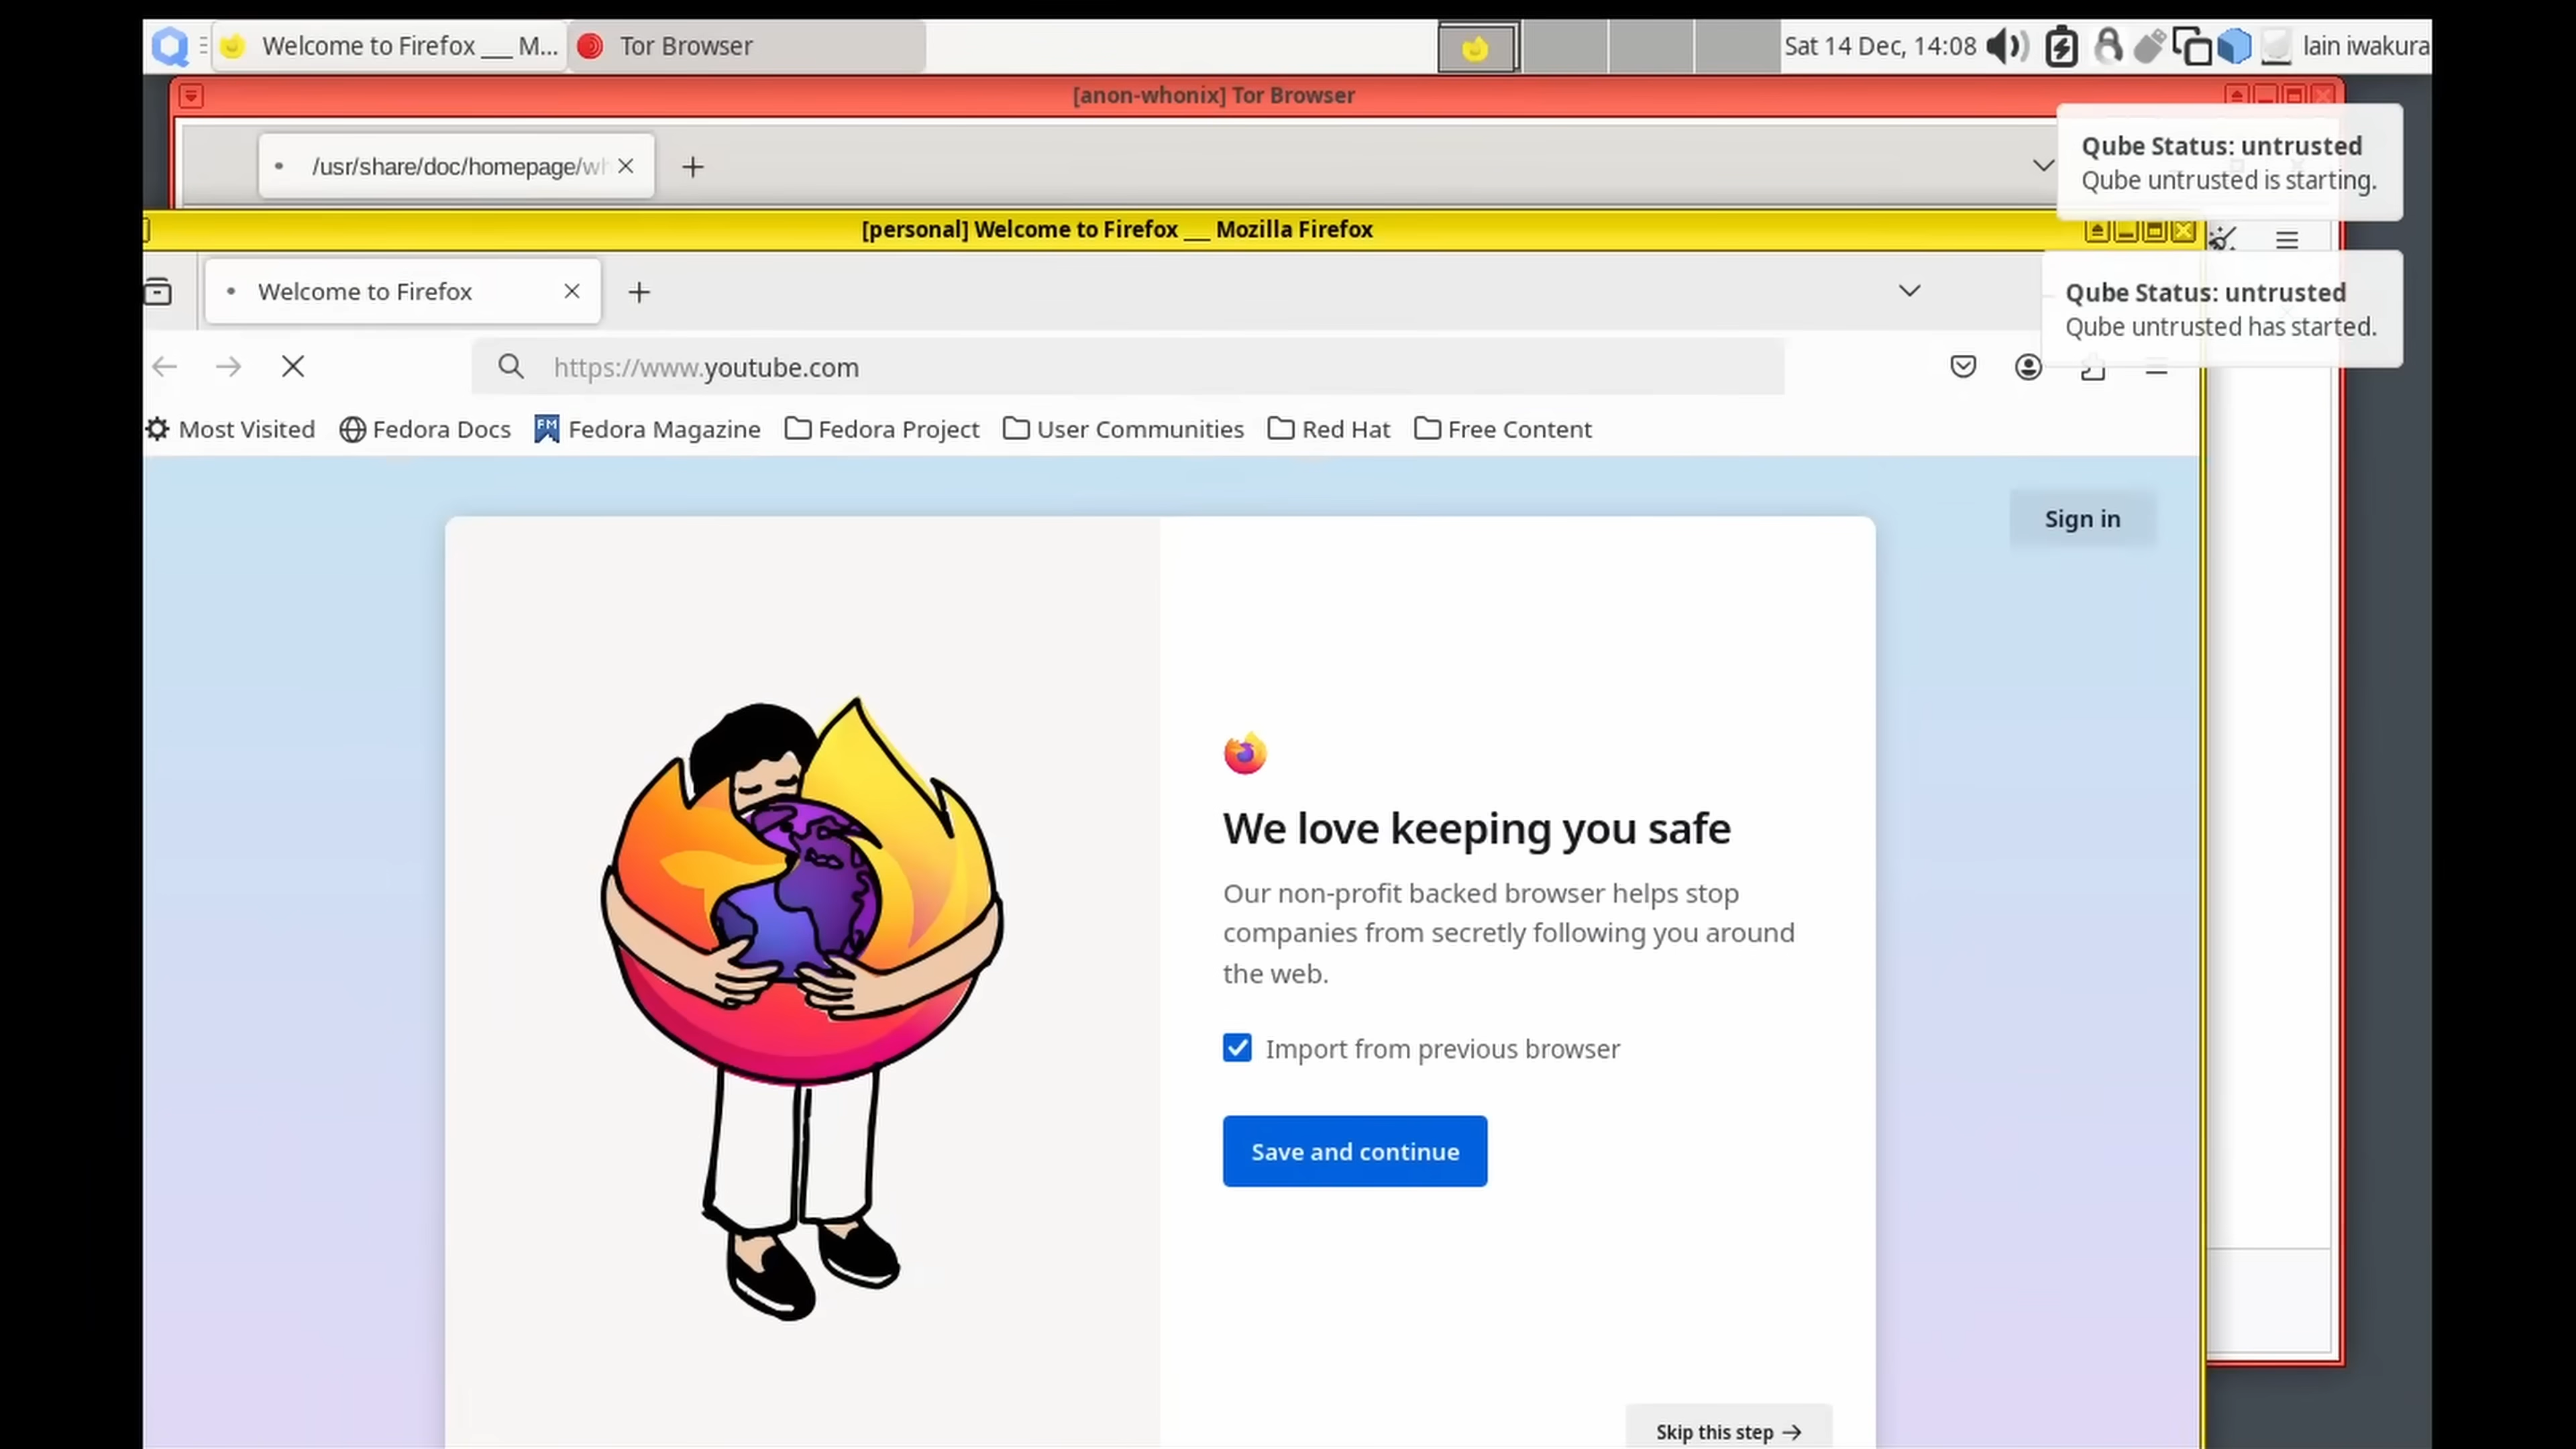 Welcome to Firefox ___ M...
Tor Browser
Sat 14 Dec, 14:08
lain iwakura
[anon-whonix] Tor Browser
/usr/share/doc/homepage/wh
Qube Status: untrusted
Qube untrusted is starting.
[personal] Welcome to Firefox ___ Mozilla Firefox
Qube Status: untrusted
Qube untrusted has started.
Welcome to Firefox
https://www.youtube.com
Most Visited
Fedora Docs
FM
Fedora Magazine
Fedora Project
User Communities
Red Hat
Free Content
Sign in
We love keeping you safe
Our non-profit backed browser helps stop
companies from secretly following you around
the web.
Import from previous browser
Save and continue
Skip this step →